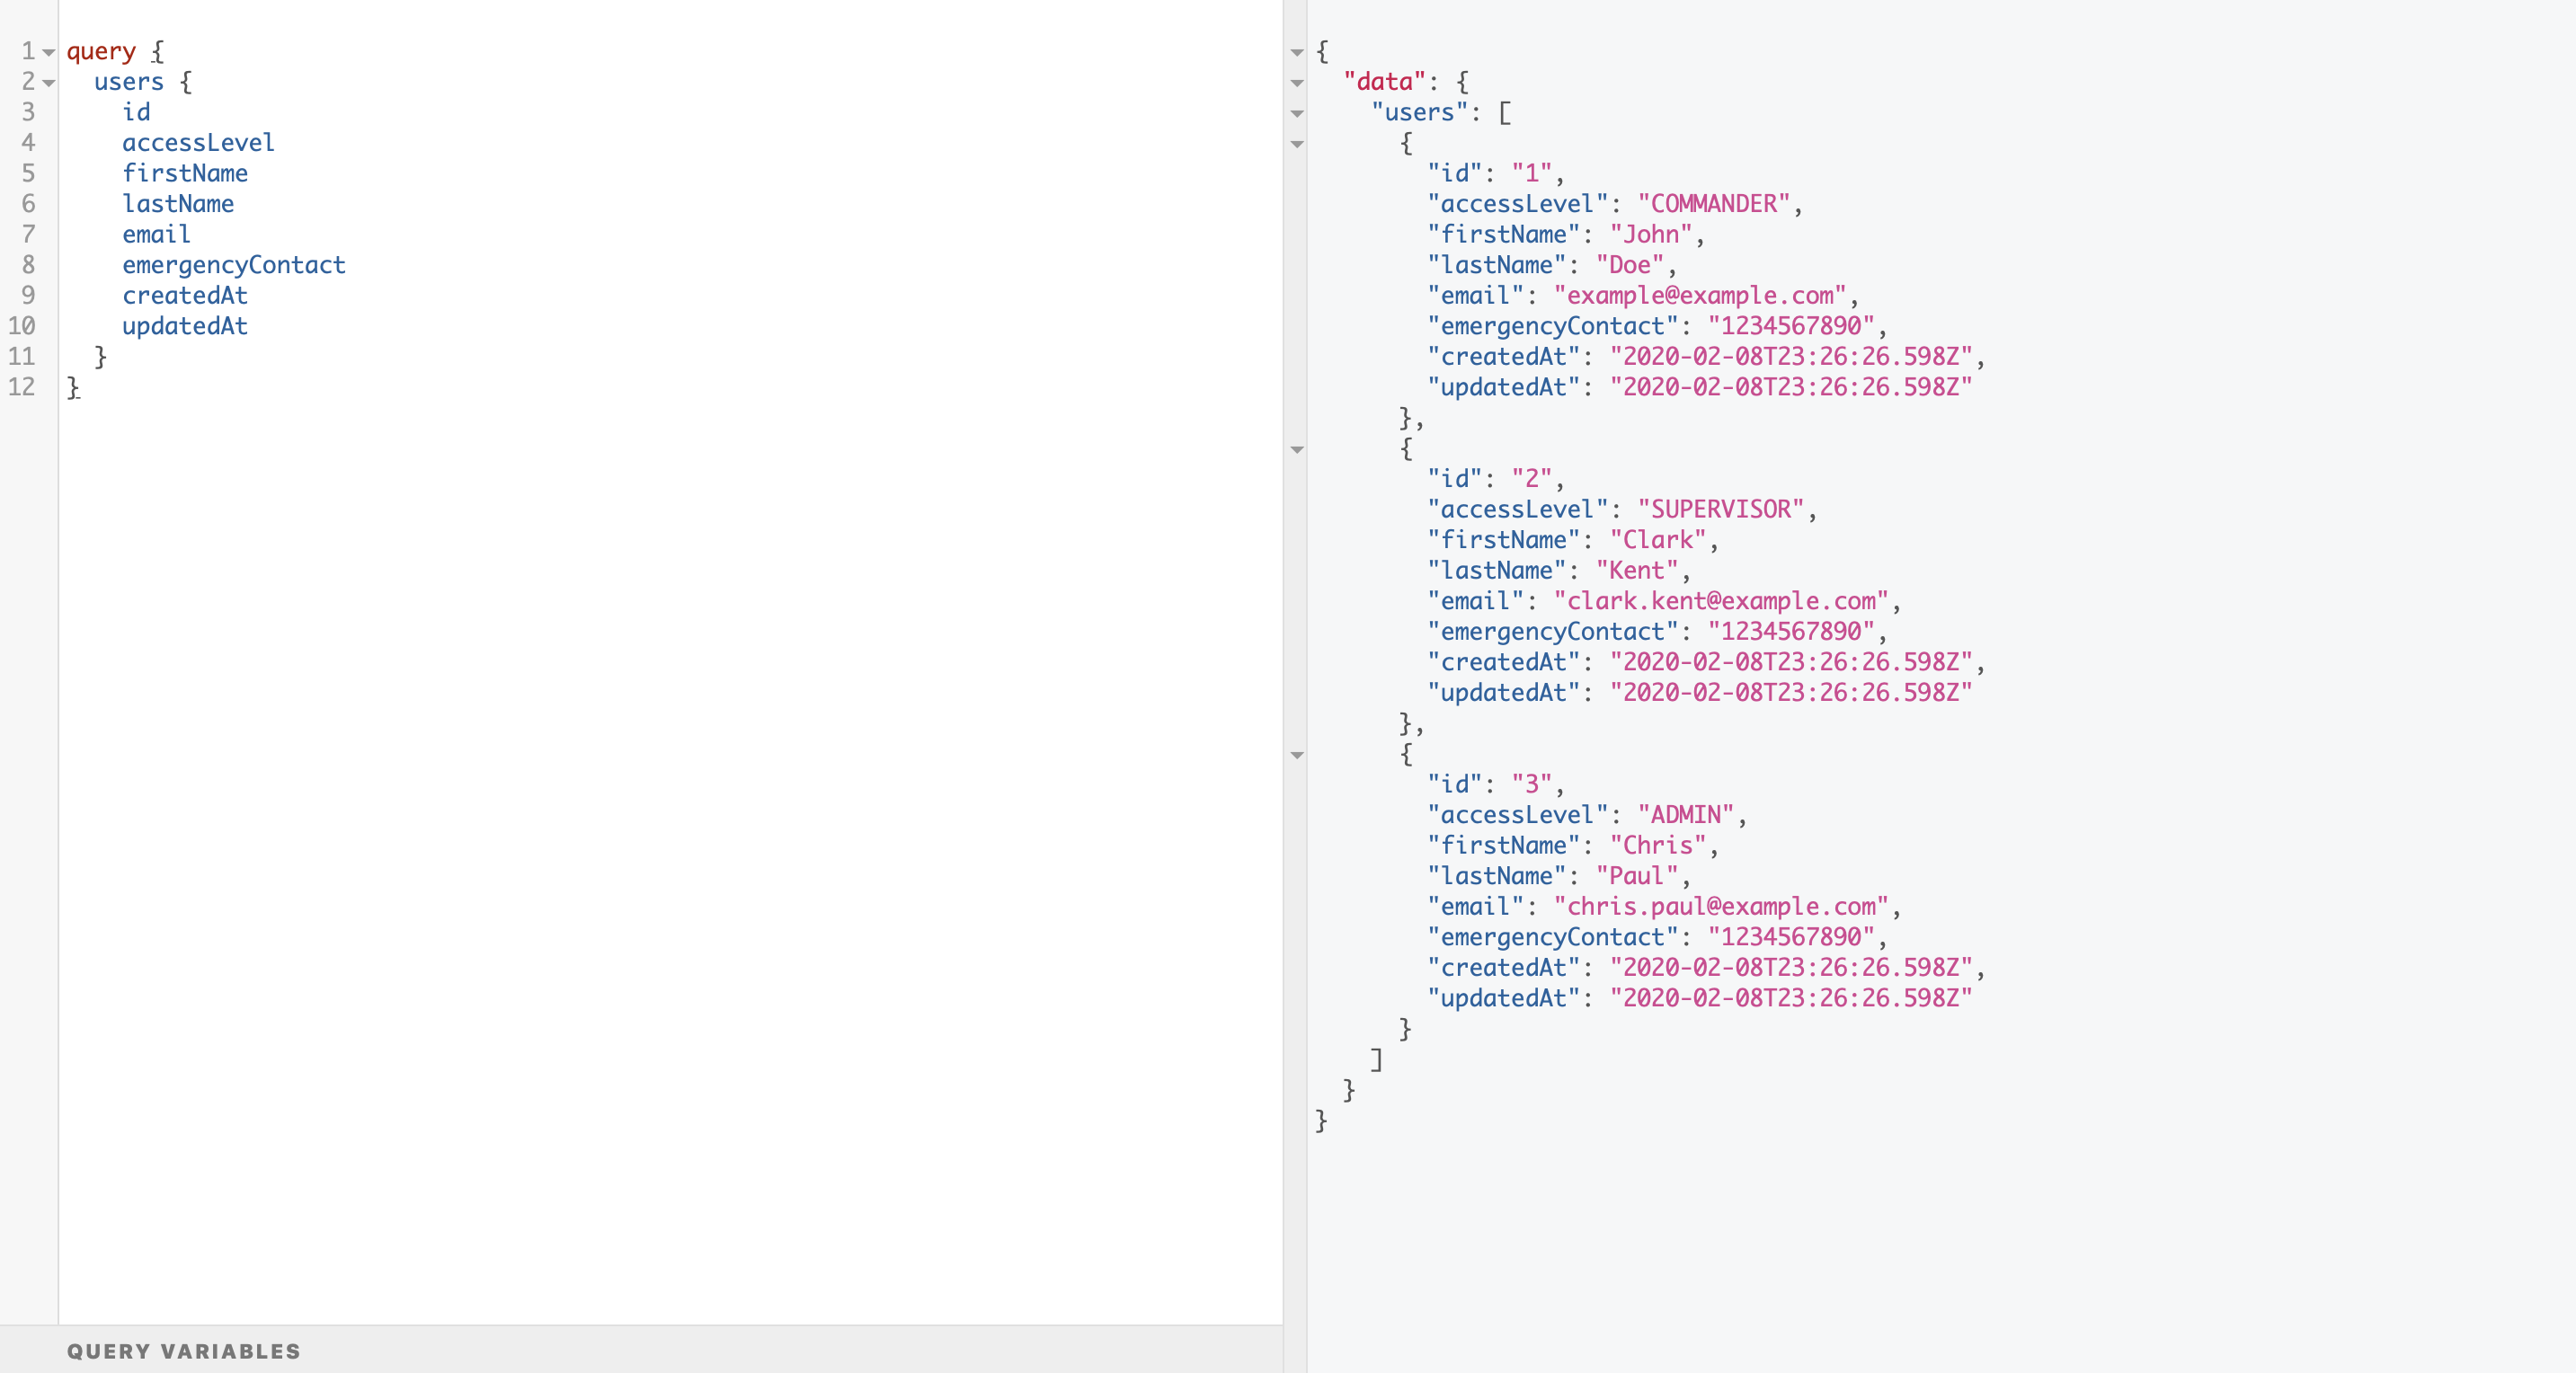 1 query {
2   users {
3     id
4     accessLevel
5     firstName
6     lastName
7     email
8     emergencyContact
9     createdAt
10     updatedAt
11   }
12 }
QUERY VARIABLES
{
  "data": {
    "users": [
      {
        "id": "1",
        "accessLevel": "COMMANDER",
        "firstName": "John",
        "lastName": "Doe",
        "email": "example@example.com",
        "emergencyContact": "1234567890",
        "createdAt": "2020-02-08T23:26:26.598Z",
        "updatedAt": "2020-02-08T23:26:26.598Z"
      },
      {
        "id": "2",
        "accessLevel": "SUPERVISOR",
        "firstName": "Clark",
        "lastName": "Kent",
        "email": "clark.kent@example.com",
        "emergencyContact": "1234567890",
        "createdAt": "2020-02-08T23:26:26.598Z",
        "updatedAt": "2020-02-08T23:26:26.598Z"
      },
      {
        "id": "3",
        "accessLevel": "ADMIN",
        "firstName": "Chris",
        "lastName": "Paul",
        "email": "chris.paul@example.com",
        "emergencyContact": "1234567890",
        "createdAt": "2020-02-08T23:26:26.598Z",
        "updatedAt": "2020-02-08T23:26:26.598Z"
      }
    ]
  }
}